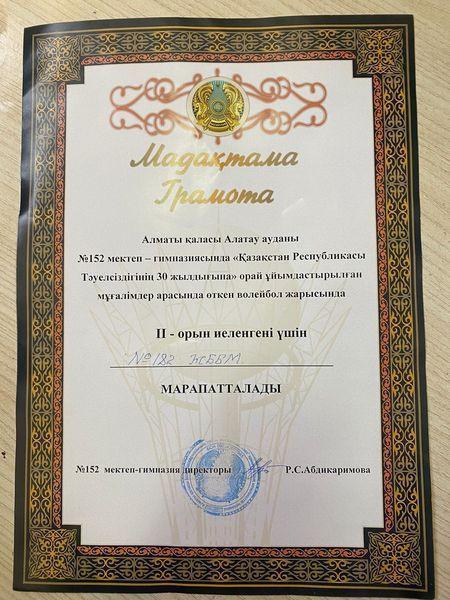 Мадақтама
Грамота
Алматы қаласы Алатау ауданы
№152 мектеп – гимназиясында «Қазақстан Республикасы
Тәуелсіздігінің 30 жылдығына» орай ұйымдастырылған
мұғалімдер арасында өткен волейбол жарысында
II - орын иеленгені үшін
№182 КББМ
МАРАПАТТАЛАДЫ
№152 мектеп-гимназия директоры Р.С.Абдикаримова